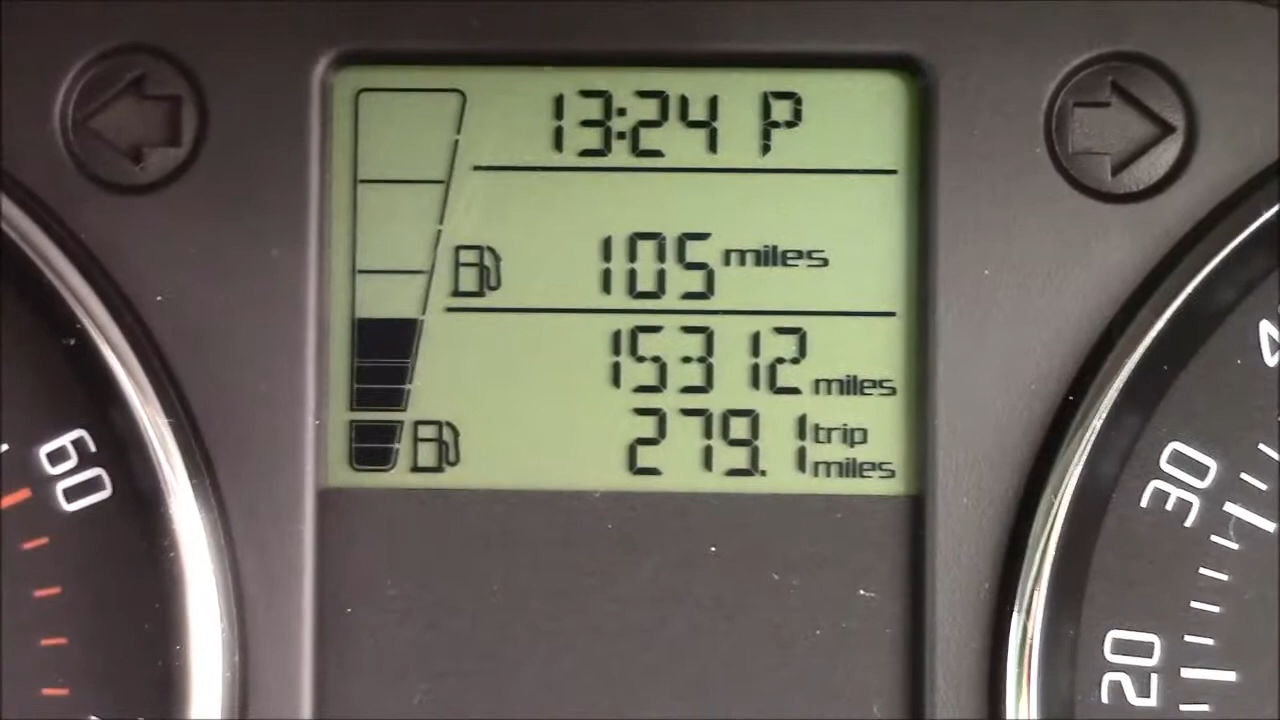 13:24 P
105 miles
15312 miles
279.1 trip miles
60
30
20